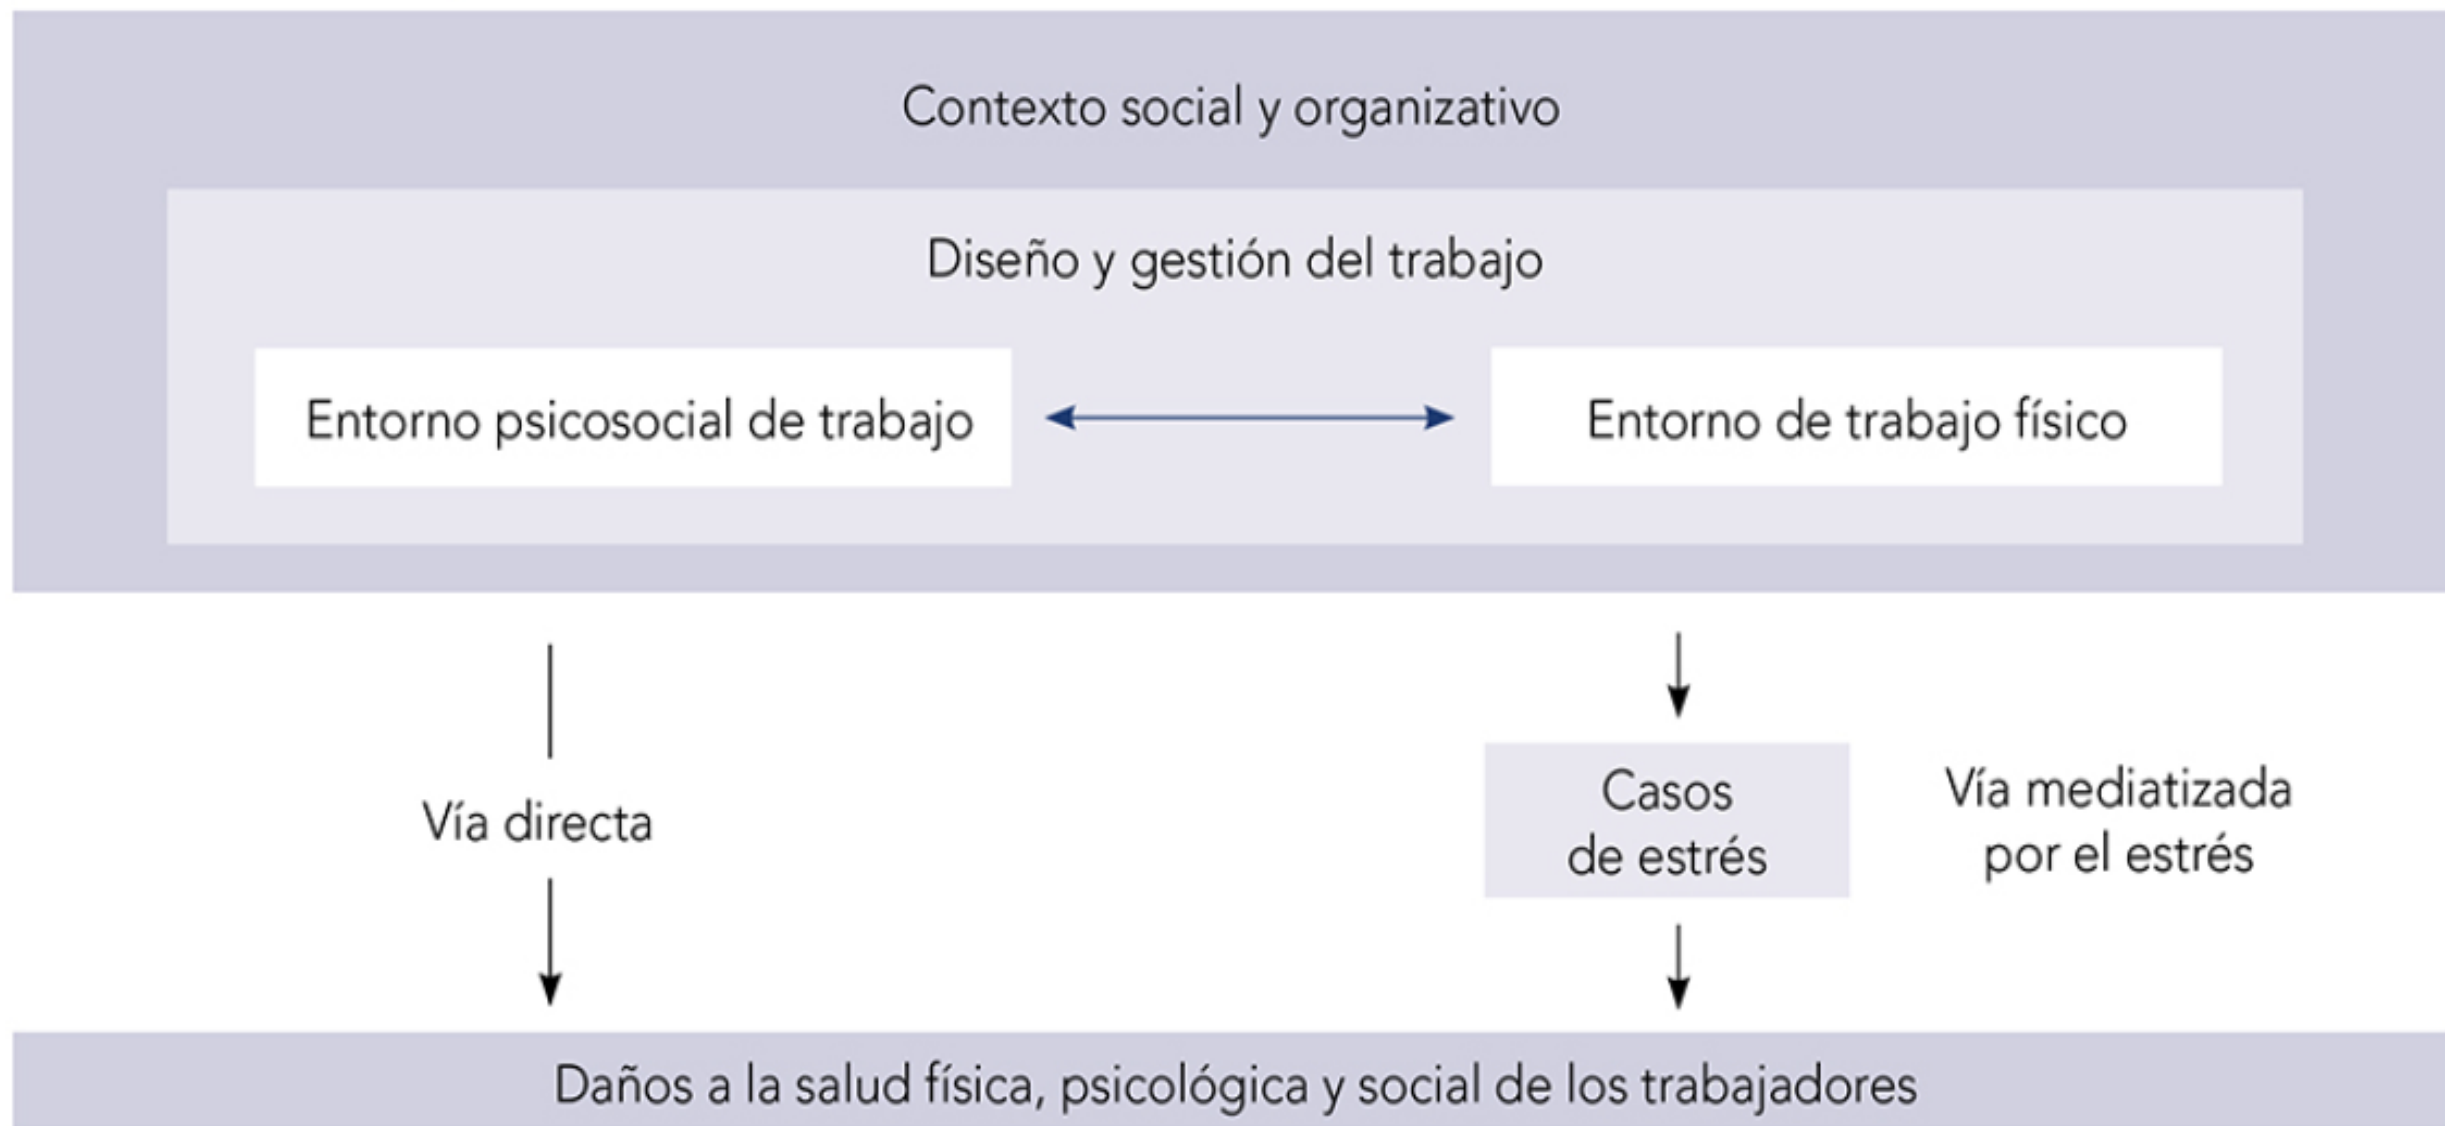 Contexto social y organizativo
Diseño y gestión del trabajo
Entorno psicosocial de trabajo
Entorno de trabajo físico
Vía directa
Casos
de estrés
Vía mediatizada
por el estrés
Daños a la salud física, psicológica y social de los trabajadores